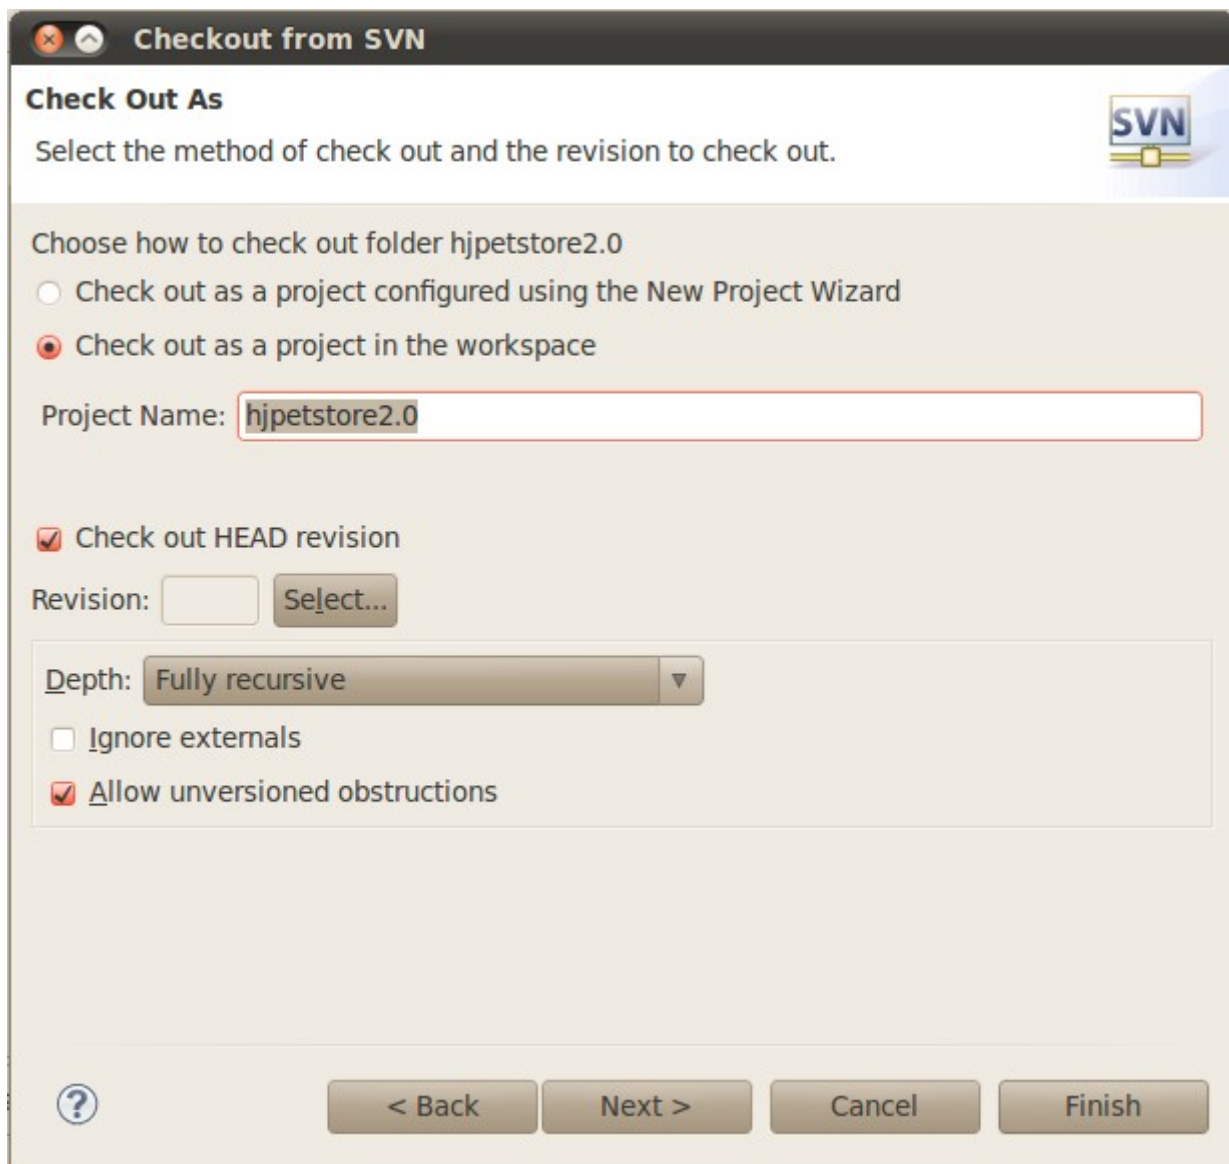 Checkout from SVN
Check Out As
Select the method of check out and the revision to check out.
SVN
Choose how to check out folder hjpetstore2.0
Check out as a project configured using the New Project Wizard
Check out as a project in the workspace
Project Name: hjpetstore2.0
Check out HEAD revision
Revision: Select...
Depth: Fully recursive
Ignore externals
Allow unversioned obstructions
? < Back Next > Cancel Finish